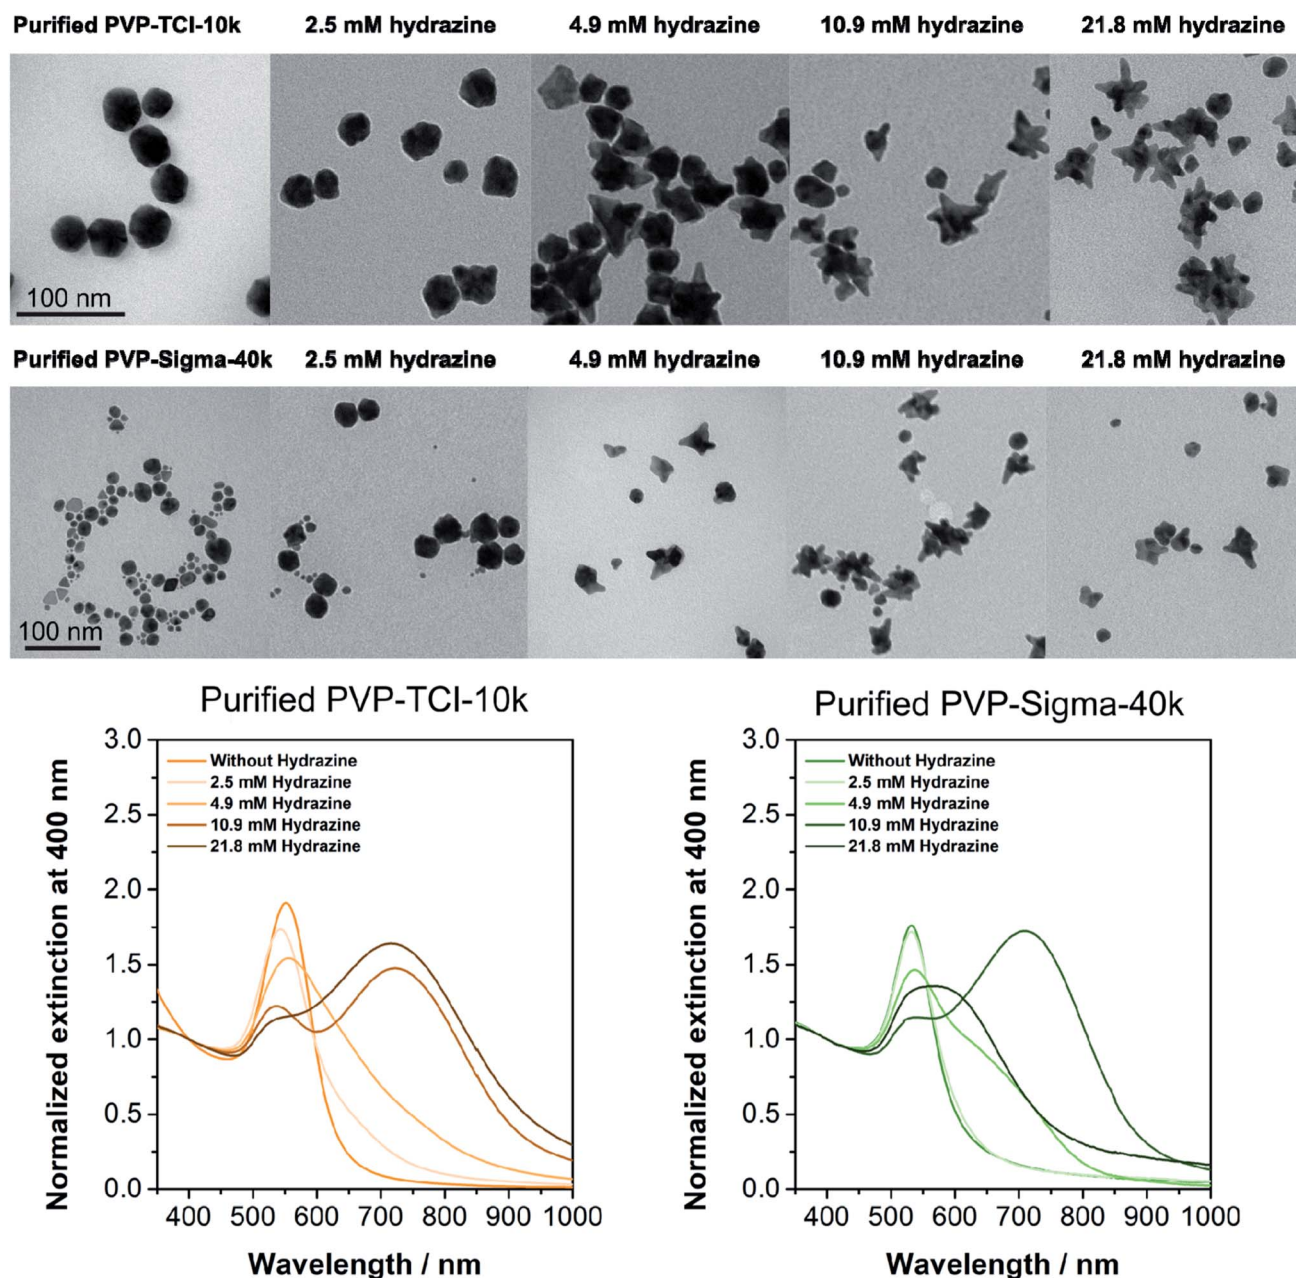 Purified PVP-TCI-10k 2.5 mM hydrazine 4.9 mM hydrazine 10.9 mM hydrazine 21.8 mM hydrazine
100 nm
Purified PVP-Sigma-40k 2.5 mM hydrazine 4.9 mM hydrazine 10.9 mM hydrazine 21.8 mM hydrazine
100 nm
Purified PVP-TCI-10k
Normalized extinction at 400 nm
3.0
2.5
2.0
1.5
1.0
0.5
0.0
Without Hydrazine
2.5 mM Hydrazine
4.9 mM Hydrazine
10.9 mM Hydrazine
21.8 mM Hydrazine
400 500 600 700 800 900 1000
Wavelength / nm
Purified PVP-Sigma-40k
Normalized extinction at 400 nm
3.0
2.5
2.0
1.5
1.0
0.5
0.0
Without Hydrazine
2.5 mM Hydrazine
4.9 mM Hydrazine
10.9 mM Hydrazine
21.8 mM Hydrazine
400 500 600 700 800 900 1000
Wavelength / nm